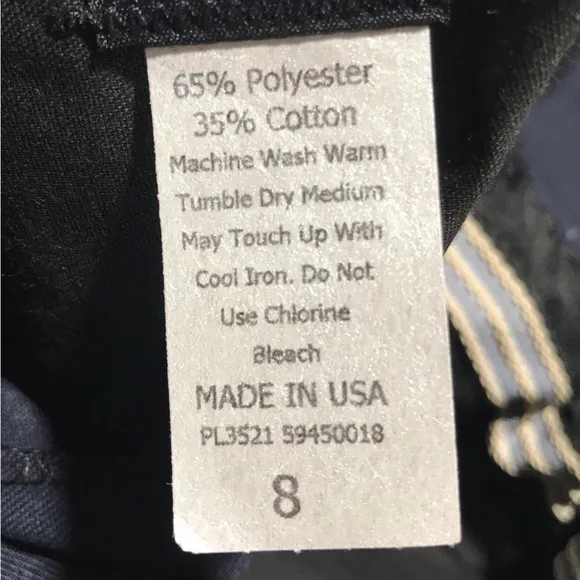 65% Polyester
35% Cotton
Machine Wash Warm
Tumble Dry Medium
May Touch Up With
Cool Iron. Do Not
Use Chlorine
Bleach
MADE IN USA
PL3521 59450018
8